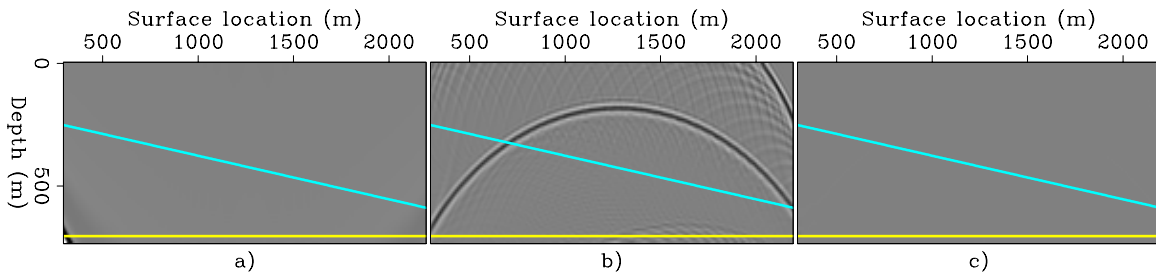 Surface location (m) Surface location (m) Surface location (m)
500 1000 1500 2000 500 1000 1500 2000 500 1000 1500 2000
0
500
Depth (m)
a) b) c)